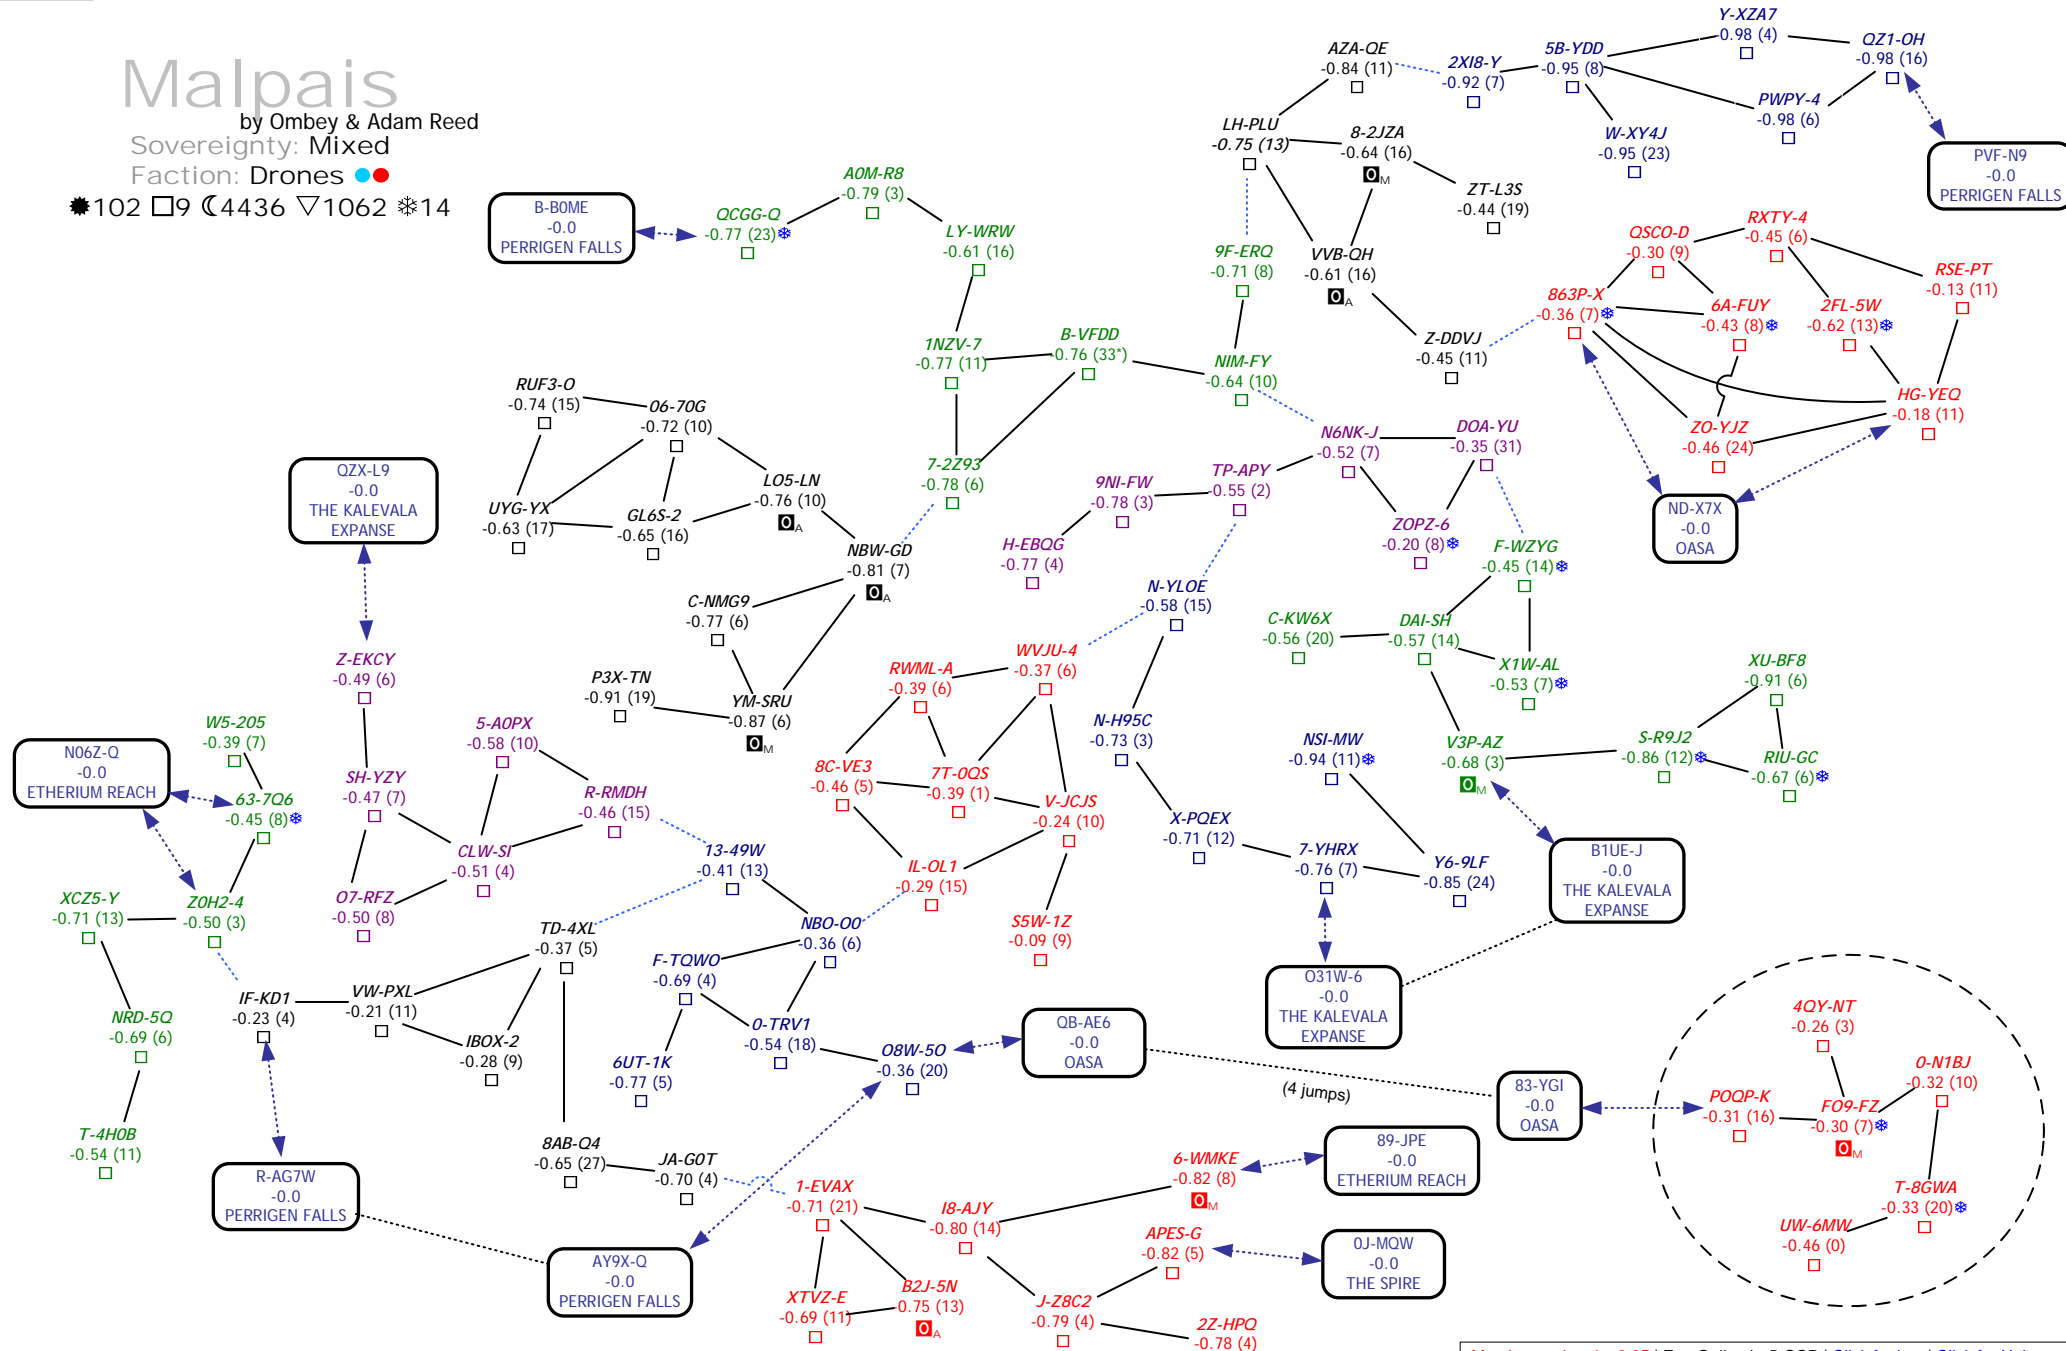 Malpais
by Ombey & Adam Reed
Sovereignty: Mixed
Faction: Drones
102 9 4436 1062 14
Y-XZA7
0.98 (4)
QZ1-OH
-0.98 (16)
AZA-QE
-0.84 (11)
2XI8-Y
-0.92 (7)
5B-YDD
-0.95 (8)
PWPY-4
-0.98 (6)
W-XY4J
-0.95 (23)
PVF-N9
-0.0
PERRIGEN FALLS
LH-PLU
-0.75 (13)
8-2JZA
-0.64 (16)
0M
ZT-L3S
-0.44 (19)
B-B0ME
-0.0
PERRIGEN FALLS
QCGG-Q
-0.77 (23)
A0M-R8
-0.79 (3)
LY-WRW
-0.61 (16)
9F-ERQ
-0.71 (8)
VVB-QH
-0.61 (16)
0A
QSCO-D
-0.30 (9)
RXTY-4
-0.45 (6)
RSE-PT
-0.13 (11)
863P-X
-0.36 (7)
6A-FUY
-0.43 (8)
2FL-5W
-0.62 (13)
Z-DDVJ
-0.45 (11)
1NZV-7
-0.77 (11)
B-VFDD
-0.76 (33*)
NIM-FY
-0.64 (10)
HG-YEQ
-0.18 (11)
ZO-YJZ
-0.46 (24)
RUF3-O
-0.74 (15)
06-70G
-0.72 (10)
LO5-LN
-0.76 (10)
0A
UYG-YX
-0.63 (17)
GL6S-2
-0.65 (16)
7-2Z93
-0.78 (6)
N6NK-J
-0.52 (7)
DOA-YU
-0.35 (31)
9NI-FW
-0.78 (3)
TP-APY
-0.55 (2)
QZX-L9
-0.0
THE KALEVALA
EXPANSE
ND-X7X
-0.0
OASA
NBW-GD
-0.81 (7)
0A
H-EBQG
-0.77 (4)
ZOPZ-6
-0.20 (8)
F-WZYG
-0.45 (14)
C-NMG9
-0.77 (6)
N-YLOE
-0.58 (15)
C-KW6X
-0.56 (20)
DAI-SH
-0.57 (14)
X1W-AL
-0.53 (7)
XU-BF8
-0.91 (6)
Z-EKCY
-0.49 (6)
P3X-TN
-0.91 (19)
YM-SRU
-0.87 (6)
0M
RWML-A
-0.39 (6)
WVJU-4
-0.37 (6)
W5-205
-0.39 (7)
5-A0PX
-0.58 (10)
N-H95C
-0.73 (3)
NSI-MW
-0.94 (11)
V3P-AZ
-0.68 (3)
0M
S-R9J2
-0.86 (12)
RIU-GC
-0.67 (6)
N06Z-Q
-0.0
ETHERIUM REACH
63-7Q6
-0.45 (8)
SH-YZY
-0.47 (7)
R-RMDH
-0.46 (15)
8C-VE3
-0.46 (5)
7T-0QS
-0.39 (1)
V-JCJS
-0.24 (10)
X-PQEX
-0.71 (12)
7-YHRX
-0.76 (7)
Y6-9LF
-0.85 (24)
B1UE-J
-0.0
THE KALEVALA
EXPANSE
CLW-SI
-0.51 (4)
13-49W
-0.41 (13)
IL-OL1
-0.29 (15)
XCZ5-Y
-0.71 (13)
Z0H2-4
-0.50 (3)
O7-RFZ
-0.50 (8)
TD-4XL
-0.37 (5)
NBO-O0
-0.36 (6)
S5W-1Z
-0.09 (9)
F-TQWO
-0.69 (4)
O31W-6
-0.0
THE KALEVALA
EXPANSE
IF-KD1
-0.23 (4)
VW-PXL
-0.21 (11)
NRD-5Q
-0.69 (6)
IBOX-2
-0.28 (9)
0-TRV1
-0.54 (18)
6UT-1K
-0.77 (5)
O8W-5O
-0.36 (20)
QB-AE6
-0.0
OASA
(4 jumps)
83-YGI
-0.0
OASA
4QY-NT
-0.26 (3)
0-N1BJ
-0.32 (10)
POQP-K
-0.31 (16)
FO9-FZ
-0.30 (7)
0M
T-4H0B
-0.54 (11)
8AB-Q4
-0.65 (27)
JA-G0T
-0.70 (4)
R-AG7W
-0.0
PERRIGEN FALLS
1-EVAX
-0.71 (21)
I8-AJY
-0.80 (14)
6-WMKE
-0.82 (8)
0M
89-JPE
-0.0
ETHERIUM REACH
T-8GWA
-0.33 (20)
UW-6MW
-0.46 (0)
APES-G
-0.82 (5)
0J-MQW
-0.0
THE SPIRE
AY9X-Q
-0.0
PERRIGEN FALLS
XTVZ-E
-0.69 (11)
B2J-5N
0.75 (13)
0A
J-Z8C2
-0.79 (4)
2Z-HPQ
-0.78 (4)